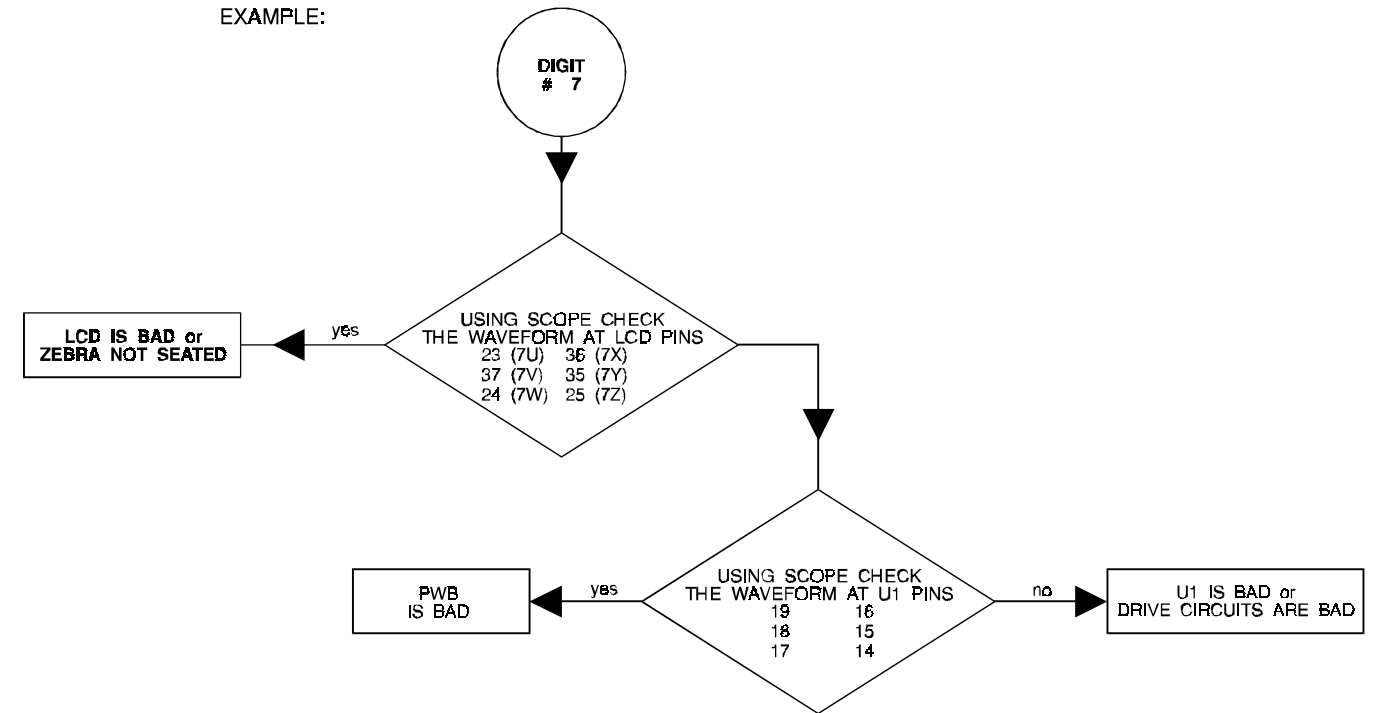 EXAMPLE:
DIGIT
# 7
USING SCOPE CHECK
THE WAVEFORM AT LCD PINS
23 (7U) 36 (7X)
37 (7V) 35 (7Y)
24 (7W) 25 (7Z)
yes
LCD IS BAD or
ZEBRA NOT SEATED
USING SCOPE CHECK
THE WAVEFORM AT U1 PINS
19 16
18 15
17 14
yes
PWB
IS BAD
no
U1 IS BAD or
DRIVE CIRCUITS ARE BAD